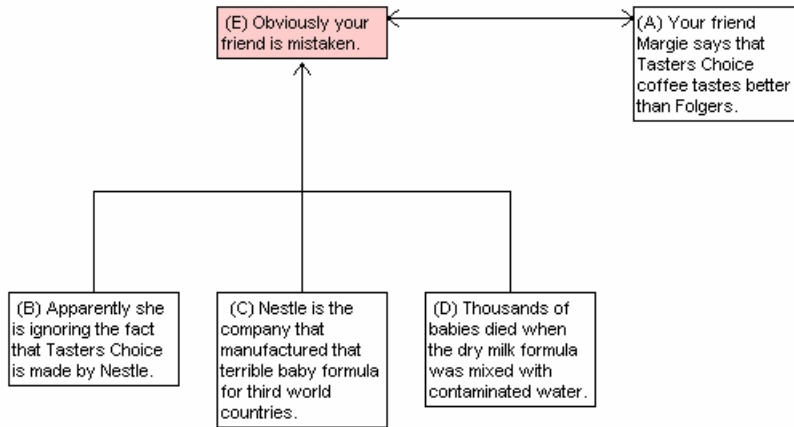 (E) Obviously your
friend is mistaken.
(A) Your friend
Margie says that
Tasters Choice
coffee tastes better
than Folgers.
(B) Apparently she
is ignoring the fact
that Tasters Choice
is made by Nestle.
(C) Nestle is the
company that
manufactured that
terrible baby formula
for third world
countries.
(D) Thousands of
babies died when
the dry milk formula
was mixed with
contaminated water.